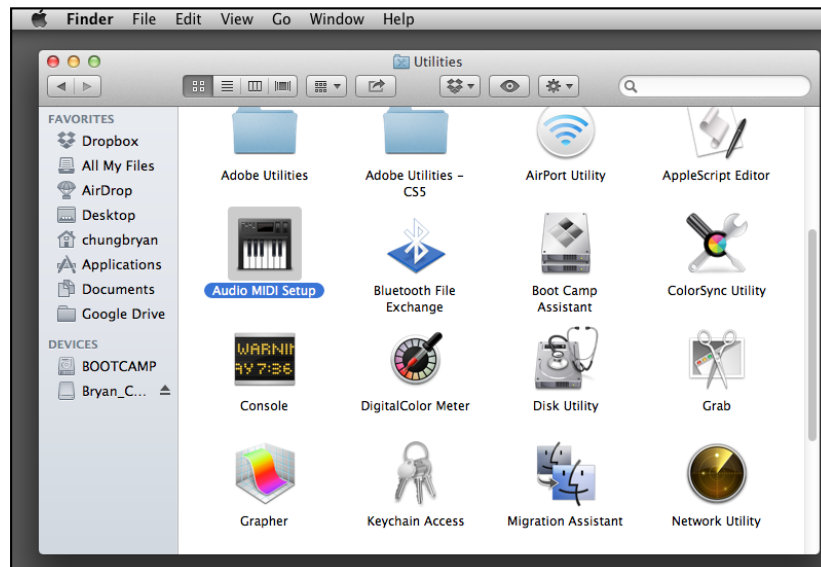 Finder File Edit View Go Window Help
Utilities
FAVORITES
Dropbox
All My Files
AirDrop
Desktop
chungbryan
Applications
Documents
Google Drive
DEVICES
BOOTCAMP
Bryan_C...
Adobe Utilities
Adobe Utilities –
CS5
AirPort Utility
AppleScript Editor
Audio MIDI Setup
Bluetooth File
Exchange
Boot Camp
Assistant
ColorSync Utility
WARNIN
AY 7:36
Console
DigitalColor Meter
Disk Utility
Grab
Grapher
Keychain Access
Migration Assistant
Network Utility